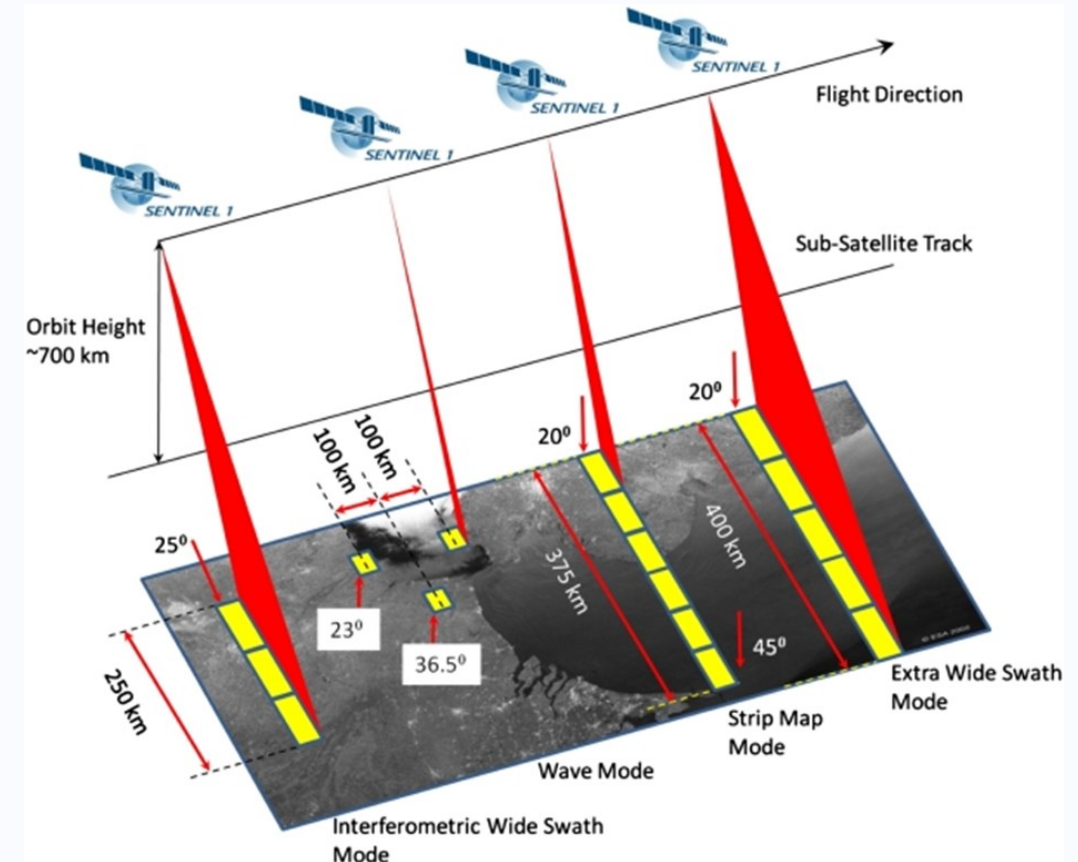 SENTINEL 1
SENTINEL 1
SENTINEL 1
SENTINEL 1
Flight Direction
Sub-Satellite Track
Orbit Height
~700 km
100 km
100 km
20⁰
20⁰
25⁰
375 km
400 km
23⁰
36.5⁰
45⁰
250 km
© ESA 2002
Extra Wide Swath
Mode
Strip Map
Mode
Wave Mode
Interferometric Wide Swath
Mode